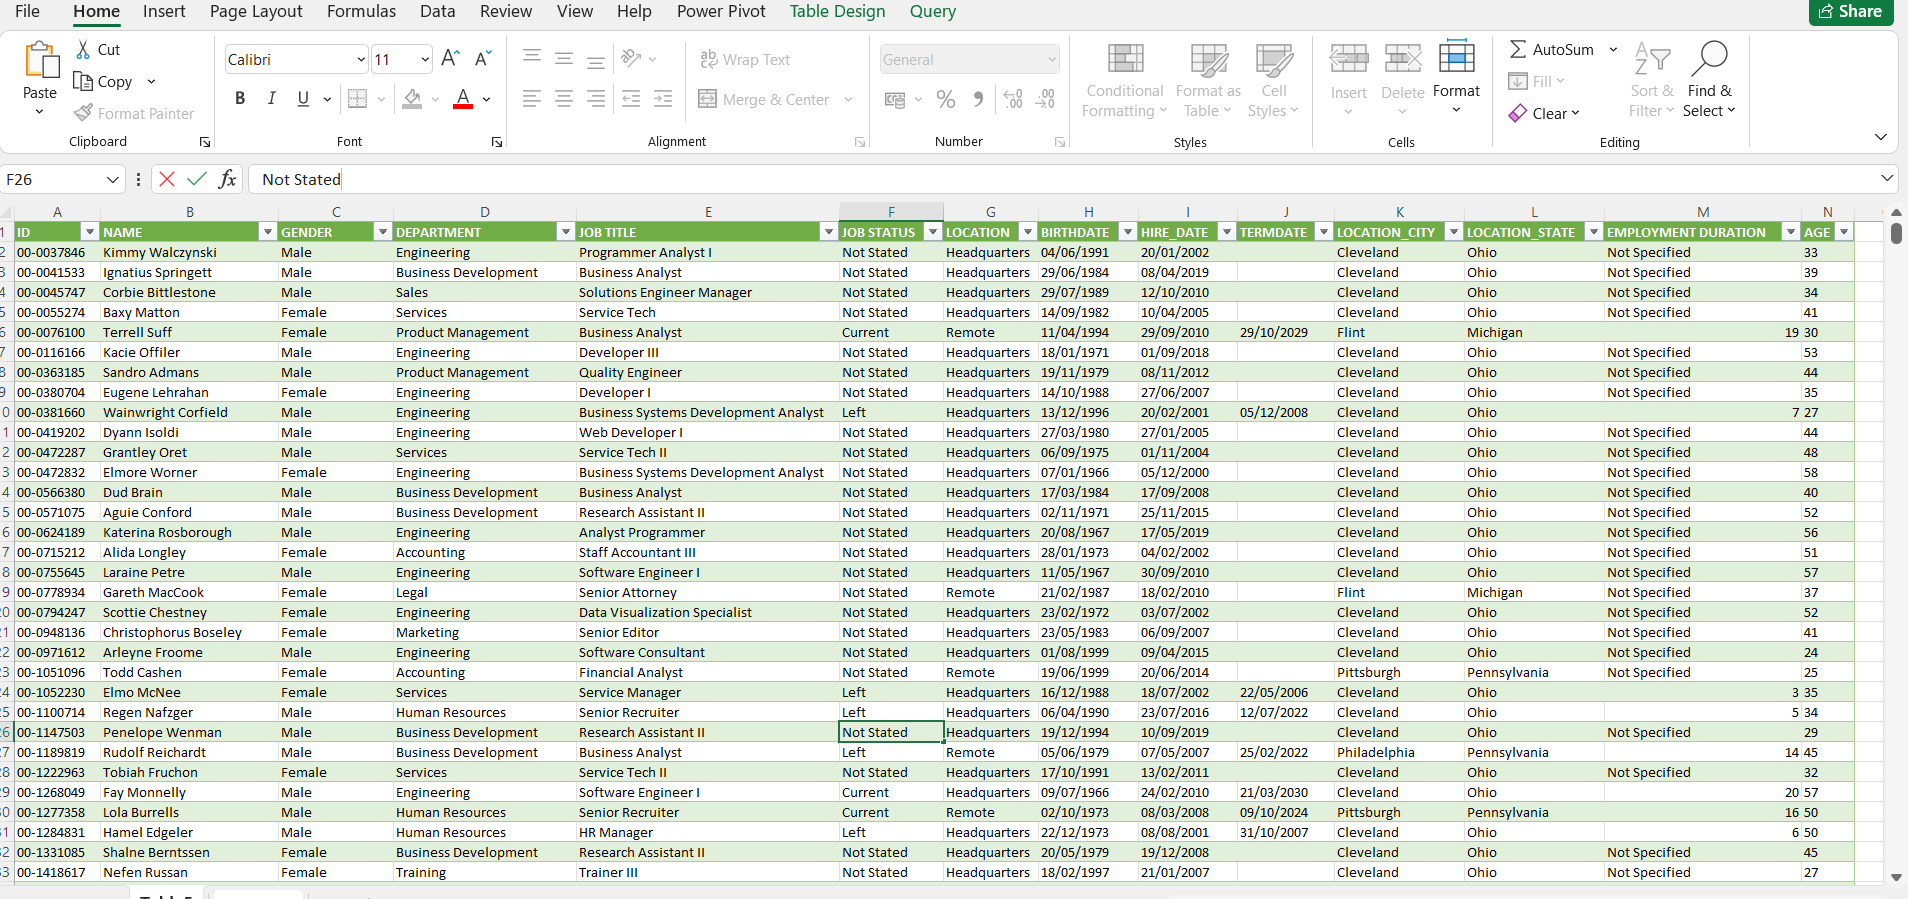 File Home Insert Page Layout Formulas Data Review View Help Power Pivot Table Design Query Share
Cut
Copy
Paste
Format Painter
Clipboard
Calibri 11
B I U
Font
Wrap Text
Merge & Center
Alignment
General
Number
Conditional Formatting
Format as Table
Cell Styles
Styles
Insert Delete Format
Cells
AutoSum
Fill
Clear
Sort & Filter
Find & Select
Editing
F26 fx Not Stated
A B C D E F G H I J K L M N
1 ID NAME GENDER DEPARTMENT JOB TITLE JOB STATUS LOCATION BIRTHDATE HIRE_DATE TERMDATE LOCATION_CITY LOCATION_STATE EMPLOYMENT DURATION AGE
2 00-0037846 Kimmy Walczynski Male Engineering Programmer Analyst I Not Stated Headquarters 04/06/1991 20/01/2002 Cleveland Ohio Not Specified 33
3 00-0041533 Ignatius Springett Male Business Development Business Analyst Not Stated Headquarters 29/06/1984 08/04/2019 Cleveland Ohio Not Specified 39
4 00-0045747 Corbie Bittlestone Male Sales Solutions Engineer Manager Not Stated Headquarters 29/07/1989 12/10/2010 Cleveland Ohio Not Specified 34
5 00-0055274 Baxy Matton Female Services Service Tech Not Stated Headquarters 14/09/1982 10/04/2005 Cleveland Ohio Not Specified 41
6 00-0076100 Terrell Suff Female Product Management Business Analyst Current Remote 11/04/1994 29/09/2010 29/10/2029 Flint Michigan 19 30
7 00-0116166 Kacie Offiler Male Engineering Developer III Not Stated Headquarters 18/01/1971 01/09/2018 Cleveland Ohio Not Specified 53
8 00-0363185 Sandro Admans Male Product Management Quality Engineer Not Stated Headquarters 19/11/1979 08/11/2012 Cleveland Ohio Not Specified 44
9 00-0380704 Eugene Lehrahan Female Engineering Developer I Not Stated Headquarters 14/10/1988 27/06/2007 Cleveland Ohio Not Specified 35
0 00-0381660 Wainwright Corfield Male Engineering Business Systems Development Analyst Left Headquarters 13/12/1996 20/02/2001 05/12/2008 Cleveland Ohio 7 27
1 00-0419202 Dyann Isoldi Male Engineering Web Developer I Not Stated Headquarters 27/03/1980 27/01/2005 Cleveland Ohio Not Specified 44
2 00-0472287 Grantley Oret Male Services Service Tech II Not Stated Headquarters 06/09/1975 01/11/2004 Cleveland Ohio Not Specified 48
3 00-0472832 Elmore Worner Female Engineering Business Systems Development Analyst Not Stated Headquarters 07/01/1966 05/12/2000 Cleveland Ohio Not Specified 58
4 00-0566380 Dud Brain Male Business Development Business Analyst Not Stated Headquarters 17/03/1984 17/09/2008 Cleveland Ohio Not Specified 40
5 00-0571075 Aguie Conford Male Business Development Research Assistant II Not Stated Headquarters 02/11/1971 25/11/2015 Cleveland Ohio Not Specified 52
6 00-0624189 Katerina Rosborough Male Engineering Analyst Programmer Not Stated Headquarters 20/08/1967 17/05/2019 Cleveland Ohio Not Specified 56
7 00-0715212 Alida Longley Female Accounting Staff Accountant III Not Stated Headquarters 28/01/1973 04/02/2002 Cleveland Ohio Not Specified 51
8 00-0755645 Laraine Petre Male Engineering Software Engineer I Not Stated Headquarters 11/05/1967 30/09/2010 Cleveland Ohio Not Specified 57
9 00-0778934 Gareth MacCook Female Legal Senior Attorney Not Stated Remote 21/02/1987 18/02/2010 Flint Michigan Not Specified 37
20 00-0794247 Scottie Chestney Female Engineering Data Visualization Specialist Not Stated Headquarters 23/02/1972 03/07/2002 Cleveland Ohio Not Specified 52
21 00-0948136 Christophorus Boseley Female Marketing Senior Editor Not Stated Headquarters 23/05/1983 06/09/2007 Cleveland Ohio Not Specified 41
22 00-0971612 Arleyne Froome Male Engineering Software Consultant Not Stated Headquarters 01/08/1999 09/04/2015 Cleveland Ohio Not Specified 24
23 00-1051096 Todd Cashen Female Accounting Financial Analyst Not Stated Remote 19/06/1999 20/06/2014 Pittsburgh Pennsylvania Not Specified 25
24 00-1052230 Elmo McNee Female Services Service Manager Left Headquarters 16/12/1988 18/07/2002 22/05/2006 Cleveland Ohio 3 35
25 00-1100714 Regen Nafzger Male Human Resources Senior Recruiter Left Headquarters 06/04/1990 23/07/2016 12/07/2022 Cleveland Ohio 5 34
26 00-1147503 Penelope Wenman Male Business Development Research Assistant II Not Stated Headquarters 19/12/1994 10/09/2019 Cleveland Ohio Not Specified 29
27 00-1189819 Rudolf Reichardt Male Business Development Business Analyst Left Remote 05/06/1979 07/05/2007 25/02/2022 Philadelphia Pennsylvania 14 45
28 00-1222963 Tobiah Fruchon Female Services Service Tech II Not Stated Headquarters 17/10/1991 13/02/2011 Cleveland Ohio Not Specified 32
29 00-1268049 Fay Monnelly Male Engineering Software Engineer I Current Headquarters 09/07/1966 24/02/2010 21/03/2030 Cleveland Ohio 20 57
30 00-1277358 Lola Burrells Male Human Resources Senior Recruiter Current Remote 02/10/1973 08/03/2008 09/10/2024 Pittsburgh Pennsylvania 16 50
31 00-1284831 Hamel Edgeler Male Human Resources HR Manager Left Headquarters 22/12/1973 08/08/2001 31/10/2007 Cleveland Ohio 6 50
32 00-1331085 Shalne Berntssen Female Business Development Research Assistant II Not Stated Headquarters 20/05/1979 19/12/2008 Cleveland Ohio Not Specified 45
33 00-1418617 Nefen Russan Female Training Trainer III Not Stated Headquarters 18/02/1997 21/01/2007 Cleveland Ohio Not Specified 27